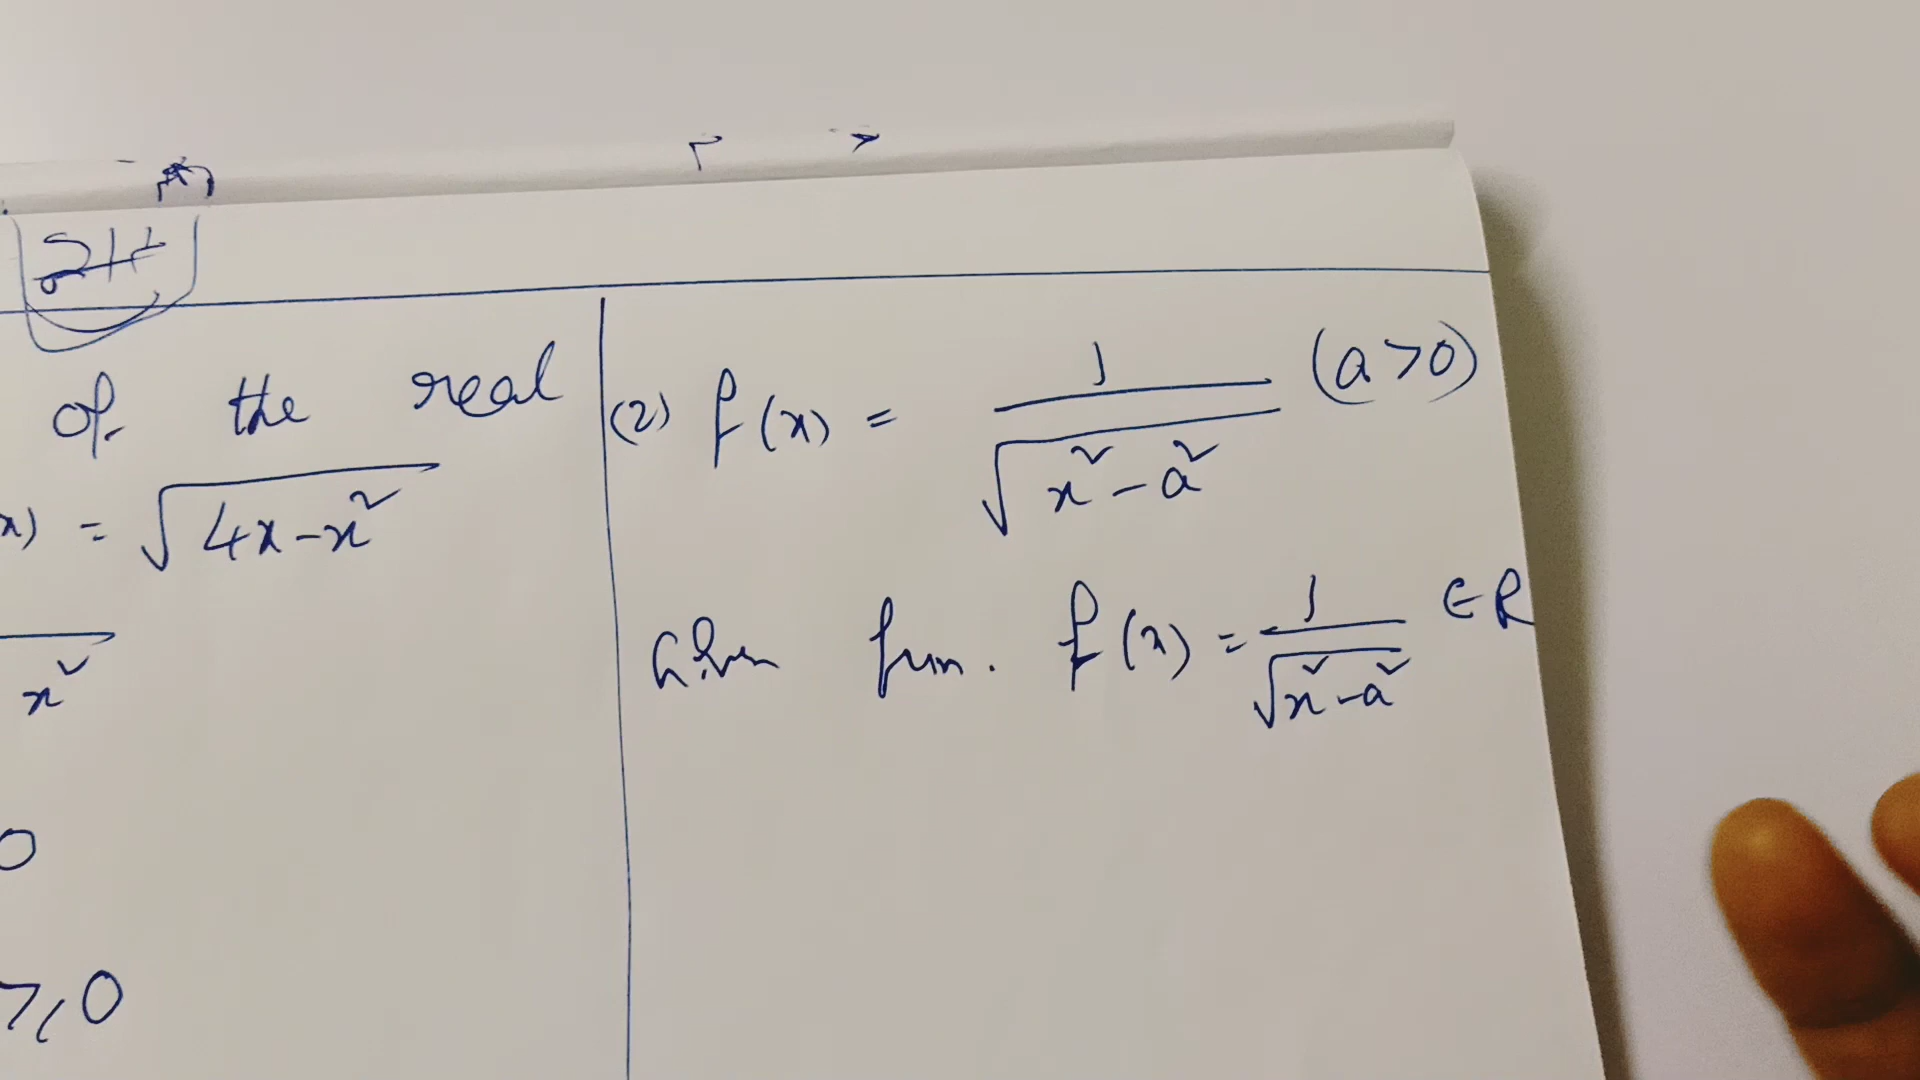 of the real
x) = √(4x-x²)
x²
0
≥0
(2) f(x) = 1/√(x²-a²) (a>0)
Given fun. f(x) = 1/√(x²-a²) ∈ R